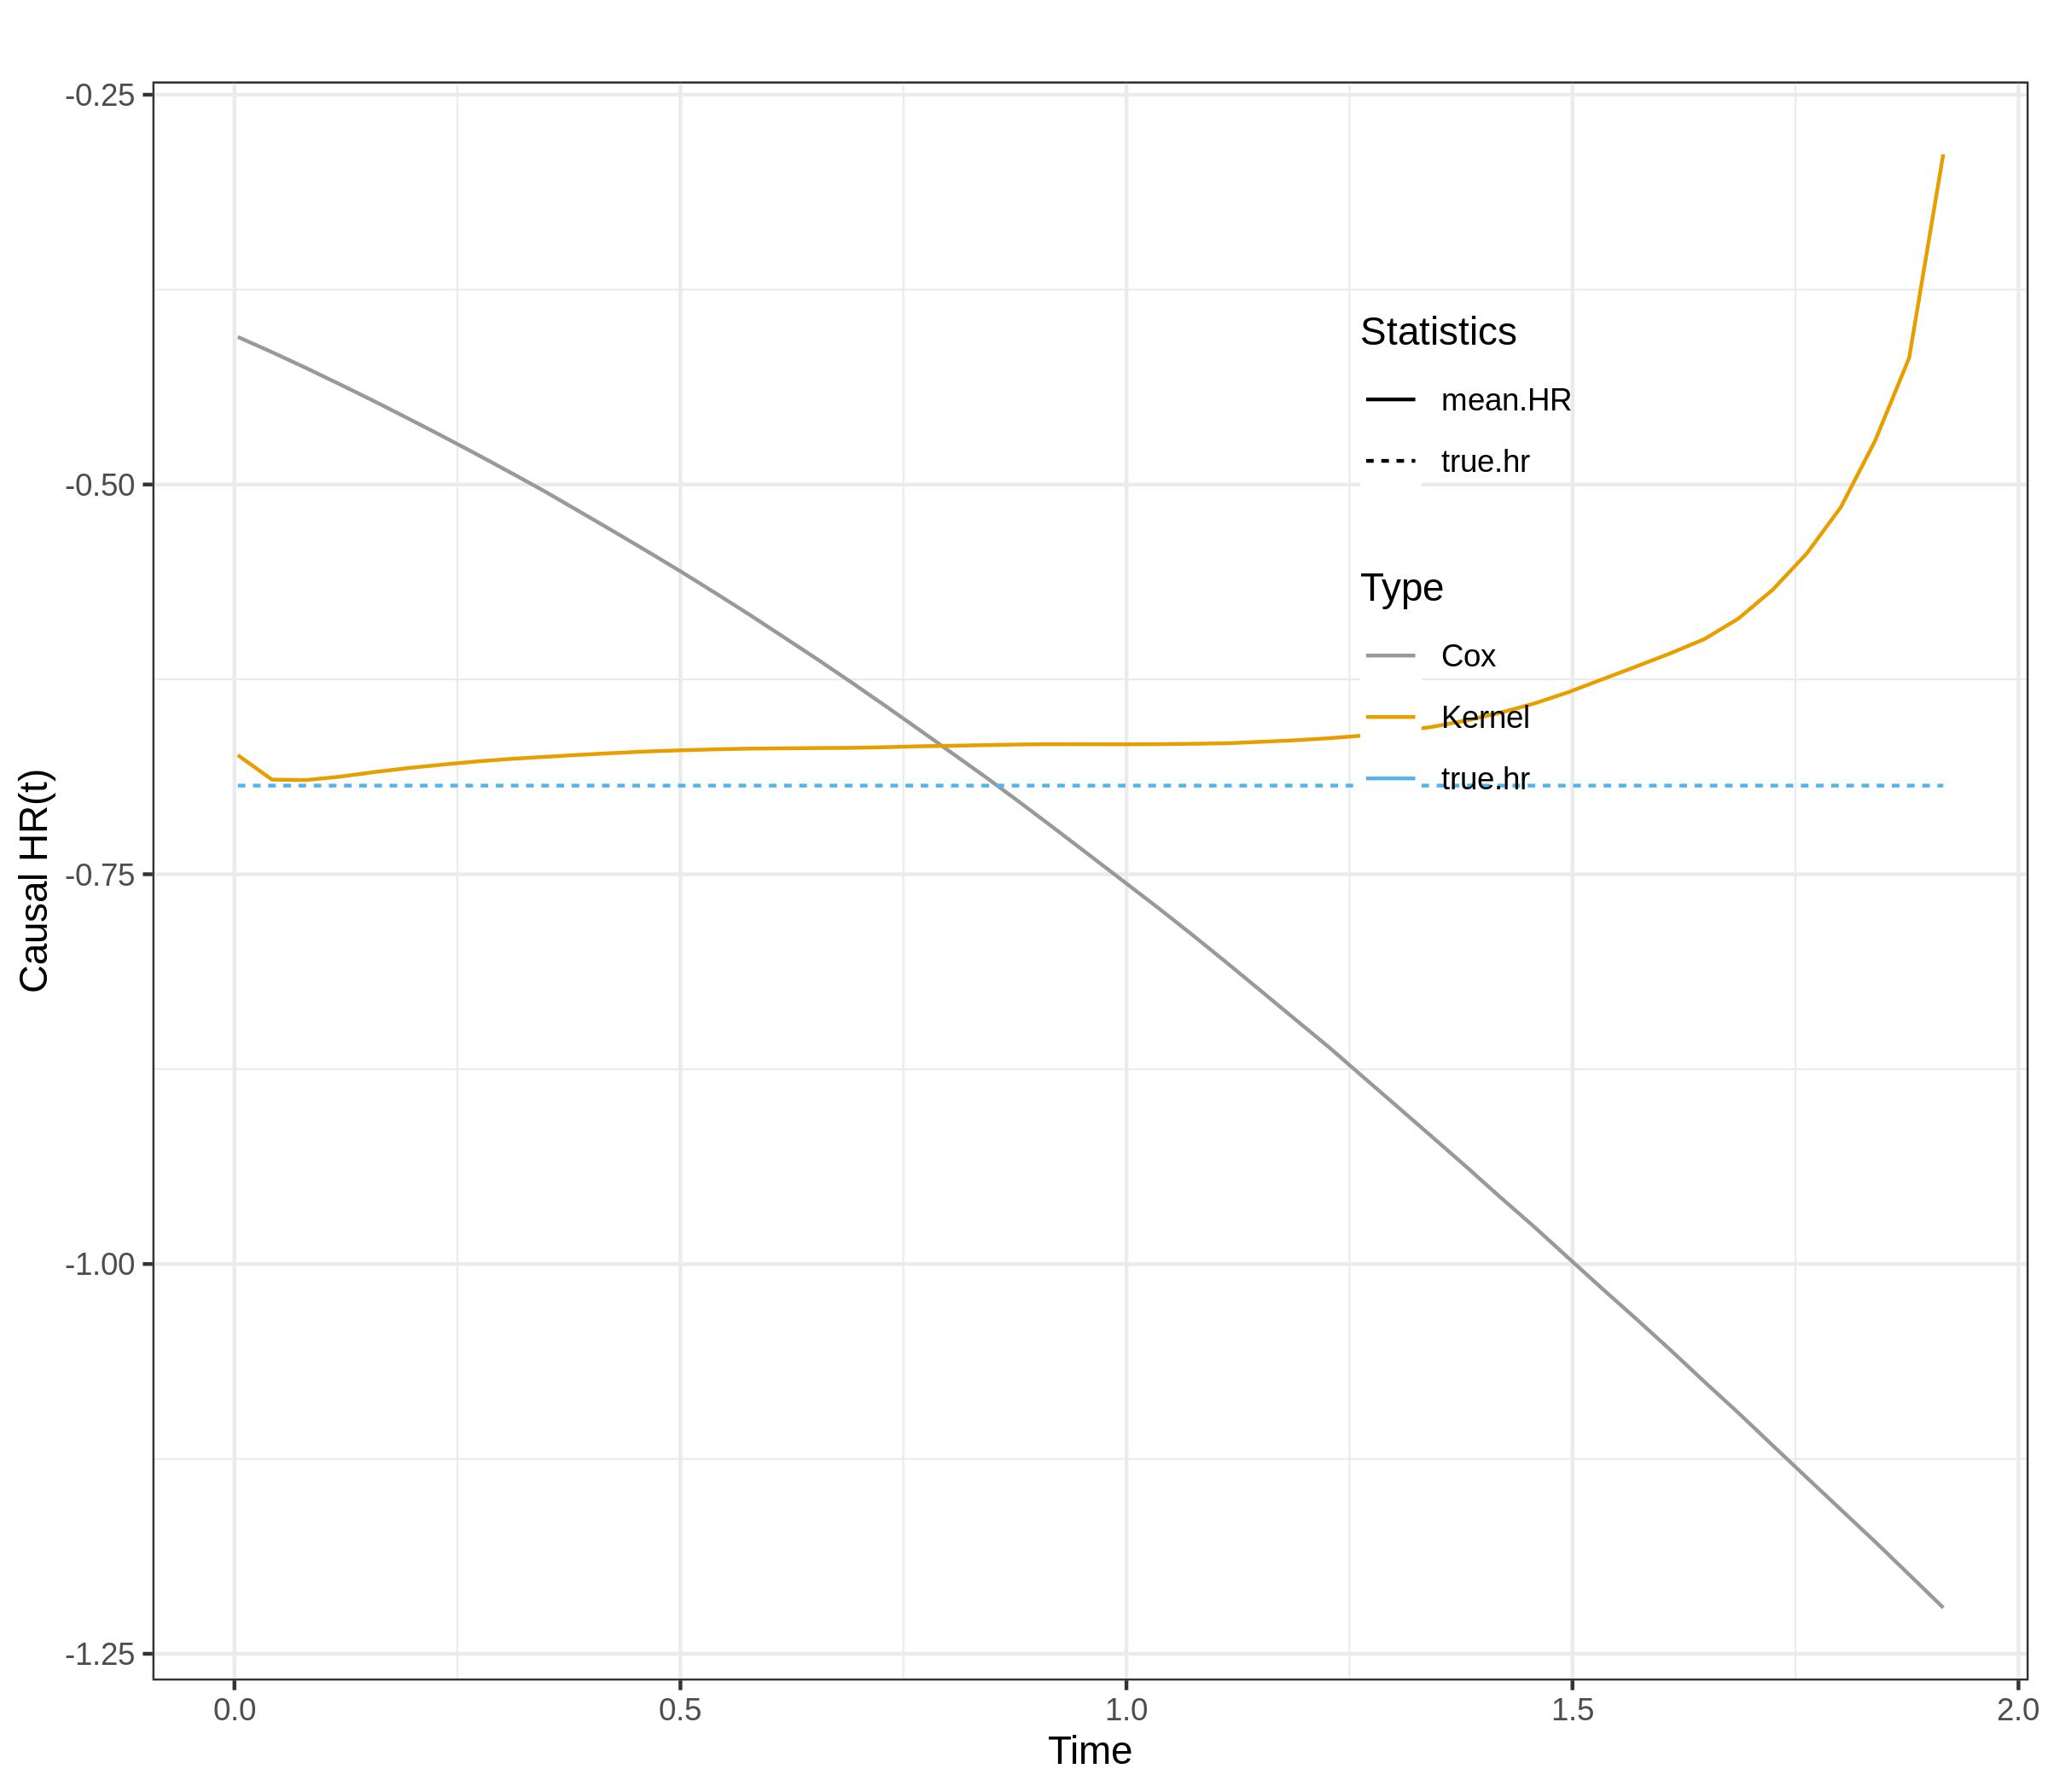 Causal HR(t)
-0.25
-0.50
-0.75
-1.00
-1.25
Statistics
mean.HR
true.hr
Type
Cox
Kernel
true.hr
0.0
0.5
1.0
1.5
2.0
Time